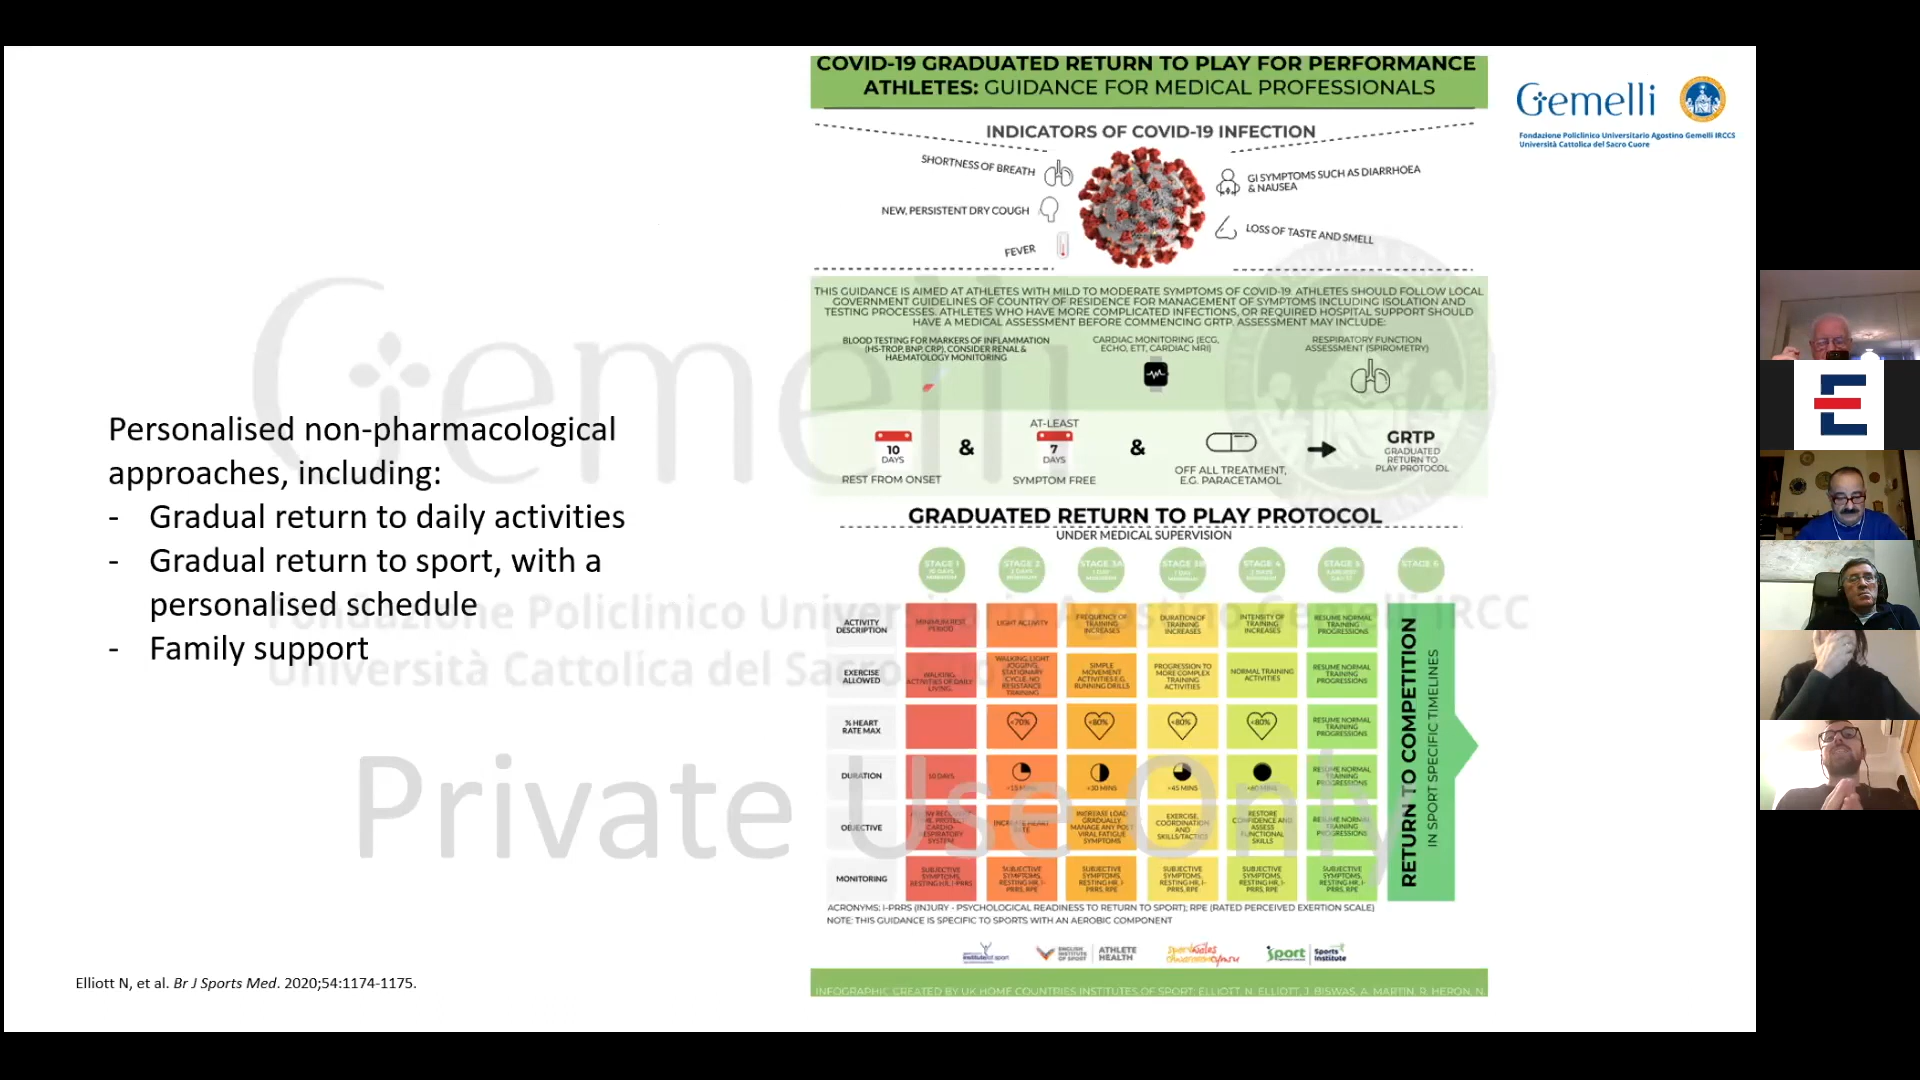 COVID-19 GRADUATED RETURN TO PLAY FOR PERFORMANCE
ATHLETES: GUIDANCE FOR MEDICAL PROFESSIONALS
Gemelli
Fondazione Policlinico Universitario Agostino Gemelli IRCCS
Università Cattolica del Sacro Cuore
INDICATORS OF COVID-19 INFECTION
SHORTNESS OF BREATH
NEW, PERSISTENT DRY COUGH
FEVER
GI SYMPTOMS SUCH AS DIARRHOEA
& NAUSEA
LOSS OF TASTE AND SMELL
THIS GUIDANCE IS AIMED AT ATHLETES WITH MILD TO MODERATE SYMPTOMS OF COVID-19. ATHLETES SHOULD FOLLOW LOCAL
GOVERNMENT GUIDELINES OF COUNTRY OF RESIDENCE FOR MANAGEMENT OF SYMPTOMS INCLUDING ISOLATION AND
TESTING PROCESSES. ATHLETES WHO HAVE MORE COMPLICATED INFECTIONS, OR REQUIRED HOSPITAL SUPPORT SHOULD
HAVE A MEDICAL ASSESSMENT BEFORE COMMENCING GRTP. ASSESSMENT MAY INCLUDE:
BLOOD TESTING FOR MARKERS OF INFLAMMATION
(HS-TROP, BNP, CRP), CONSIDER RENAL &
HAEMATOLOGY MONITORING
CARDIAC MONITORING (ECG,
ECHO, ETT, CARDIAC MRI)
RESPIRATORY FUNCTION
ASSESSMENT (SPIROMETRY)
10
DAYS
REST FROM ONSET
&
AT-LEAST
7
DAYS
SYMPTOM FREE
&
OFF ALL TREATMENT,
E.G. PARACETAMOL
GRTP
GRADUATED
RETURN TO
PLAY PROTOCOL
Personalised non-pharmacological
approaches, including:
- Gradual return to daily activities
- Gradual return to sport, with a
personalised schedule
- Family support
GRADUATED RETURN TO PLAY PROTOCOL
UNDER MEDICAL SUPERVISION
STAGE 1
STAGE 2
STAGE 3A
STAGE 3B
STAGE 4
STAGE 5
STAGE 6
ACTIVITY
DESCRIPTION
MINIMUM REST
PERIOD
LIGHT ACTIVITY
FREQUENCY OF
TRAINING
INCREASES
DURATION OF
TRAINING
INCREASES
INTENSITY OF
TRAINING
INCREASES
RESUME NORMAL
TRAINING
PROGRESSIONS
EXERCISE
ALLOWED
WALKING,
ACTIVITIES OF DAILY
LIVING.
WALKING, LIGHT
JOGGING,
STATIONARY
CYCLE, NO
RESISTANCE
TRAINING
SIMPLE
MOVEMENT
ACTIVITIES E.G.
RUNNING DRILLS
PROGRESSION TO
MORE COMPLEX
TRAINING
ACTIVITIES
NORMAL TRAINING
ACTIVITIES
RESUME NORMAL
TRAINING
PROGRESSIONS
% HEART
RATE MAX
<70%
<80%
<80%
<80%
RESUME NORMAL
TRAINING
PROGRESSIONS
DURATION
10 DAYS
<15 MINS
<30 MINS
<45 MINS
<60 MINS
RESUME NORMAL
TRAINING
PROGRESSIONS
OBJECTIVE
CARDIO-
RESPIRATORY
SYSTEM
INCREASE HEART
RATE
INCREASE LOAD
GRADUALLY,
MANAGE ANY POST
VIRAL FATIGUE
SYMPTOMS
EXERCISE,
COORDINATION
AND
SKILLS/TACTICS
RESTORE
CONFIDENCE AND
ASSESS
FUNCTIONAL
SKILLS
RESUME NORMAL
TRAINING
PROGRESSIONS
MONITORING
SUBJECTIVE
SYMPTOMS,
RESTING HR, I-PRRS
SUBJECTIVE
SYMPTOMS,
RESTING HR, I-
PRRS, RPE
SUBJECTIVE
SYMPTOMS,
RESTING HR, I-
PRRS, RPE
SUBJECTIVE
SYMPTOMS,
RESTING HR, I-
PRRS, RPE
SUBJECTIVE
SYMPTOMS,
RESTING HR, I-
PRRS, RPE
SUBJECTIVE
SYMPTOMS,
RESTING HR, I-
PRRS, RPE
RETURN TO COMPETITION
IN SPORT SPECIFIC TIMELINES
ACRONYMS: I-PRRS (INJURY - PSYCHOLOGICAL READINESS TO RETURN TO SPORT); RPE (RATED PERCEIVED EXERTION SCALE)
NOTE: THIS GUIDANCE IS SPECIFIC TO SPORTS WITH AN AEROBIC COMPONENT
ENGLISH
INSTITUTE
OF SPORT
ATHLETE
HEALTH
sport
Sports
Institute
INFOGRAPHIC CREATED BY UK HOME COUNTRIES INSTITUTES OF SPORT: ELLIOTT, N. ELLIOTT, J. BISWAS, A. MARTIN, R. HERON, N.
Elliott N, et al. Br J Sports Med. 2020;54:1174-1175.
Gemelli
Fondazione Policlinico Universitario Agostino Gemelli IRCC
Università Cattolica del Sacro
Private Use Only
E